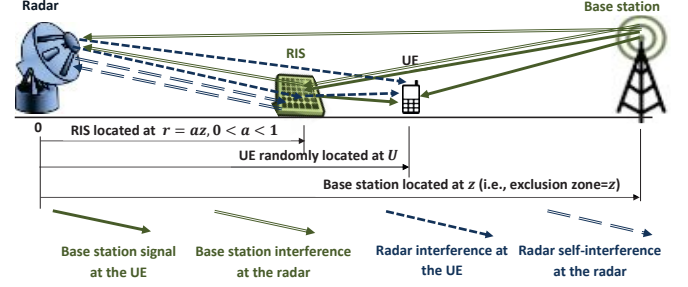 Radar
Base station
RIS
UE
0
RIS located at r = az, 0 < a < 1
UE randomly located at U
Base station located at z (i.e., exclusion zone=z)
Base station signal
at the UE
Base station interference
at the radar
Radar interference at
the UE
Radar self-interference
at the radar